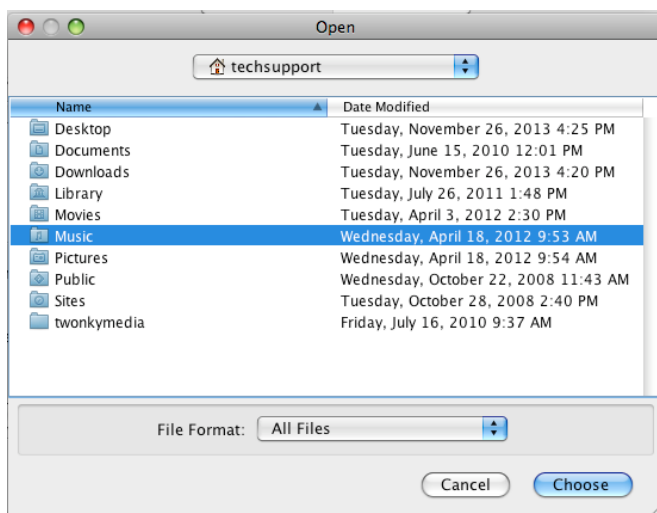 Open
techsupport
Name Date Modified
Desktop Tuesday, November 26, 2013 4:25 PM
Documents Tuesday, June 15, 2010 12:01 PM
Downloads Tuesday, November 26, 2013 4:20 PM
Library Tuesday, July 26, 2011 1:48 PM
Movies Tuesday, April 3, 2012 2:30 PM
Music Wednesday, April 18, 2012 9:53 AM
Pictures Wednesday, April 18, 2012 9:54 AM
Public Wednesday, October 22, 2008 11:43 AM
Sites Tuesday, October 28, 2008 2:40 PM
twonkymedia Friday, July 16, 2010 9:37 AM
File Format: All Files
Cancel Choose